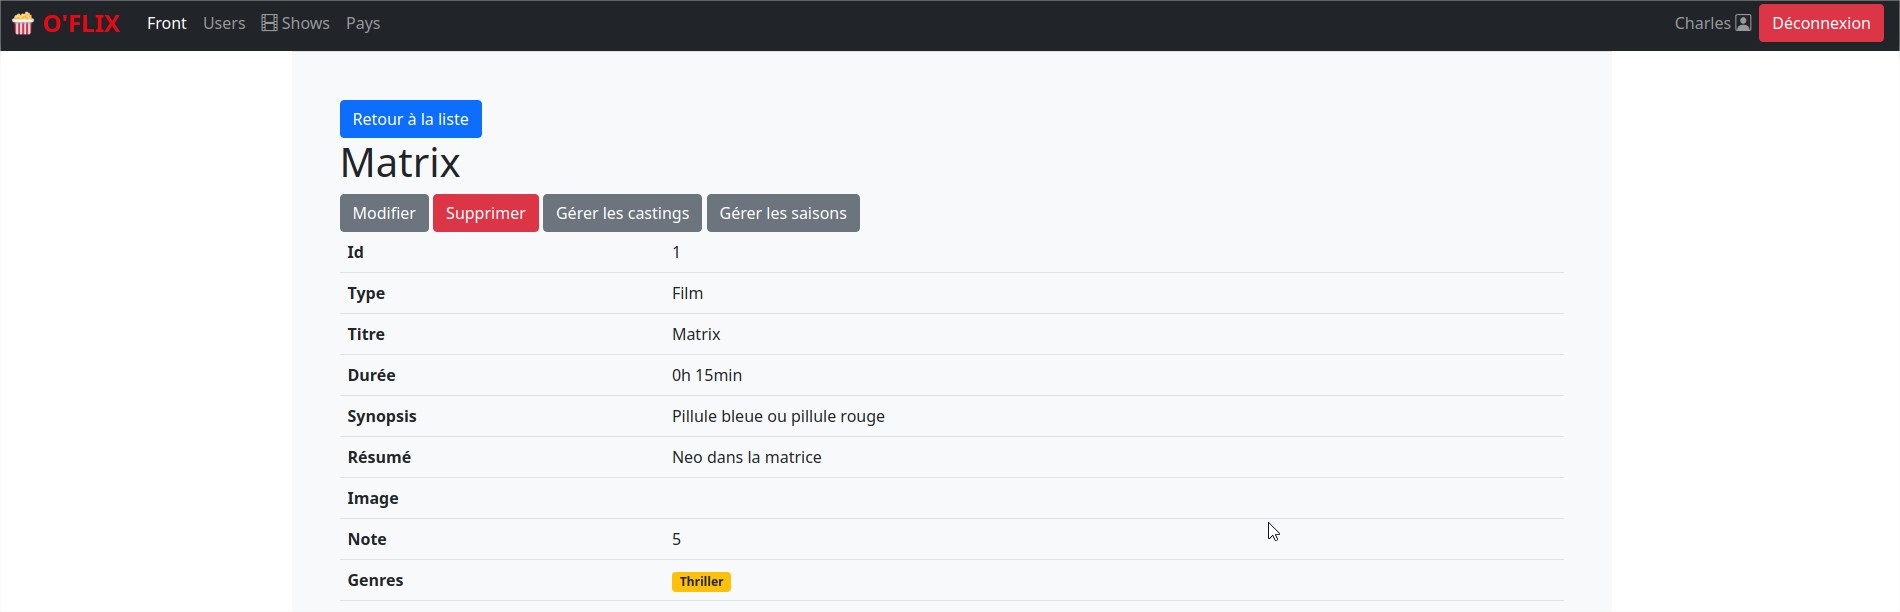 O'FLIX Front Users Shows Pays Charles Déconnexion
Retour à la liste
Matrix
Modifier Supprimer Gérer les castings Gérer les saisons
Id 1
Type Film
Titre Matrix
Durée 0h 15min
Synopsis Pillule bleue ou pillule rouge
Résumé Neo dans la matrice
Image
Note 5
Genres Thriller